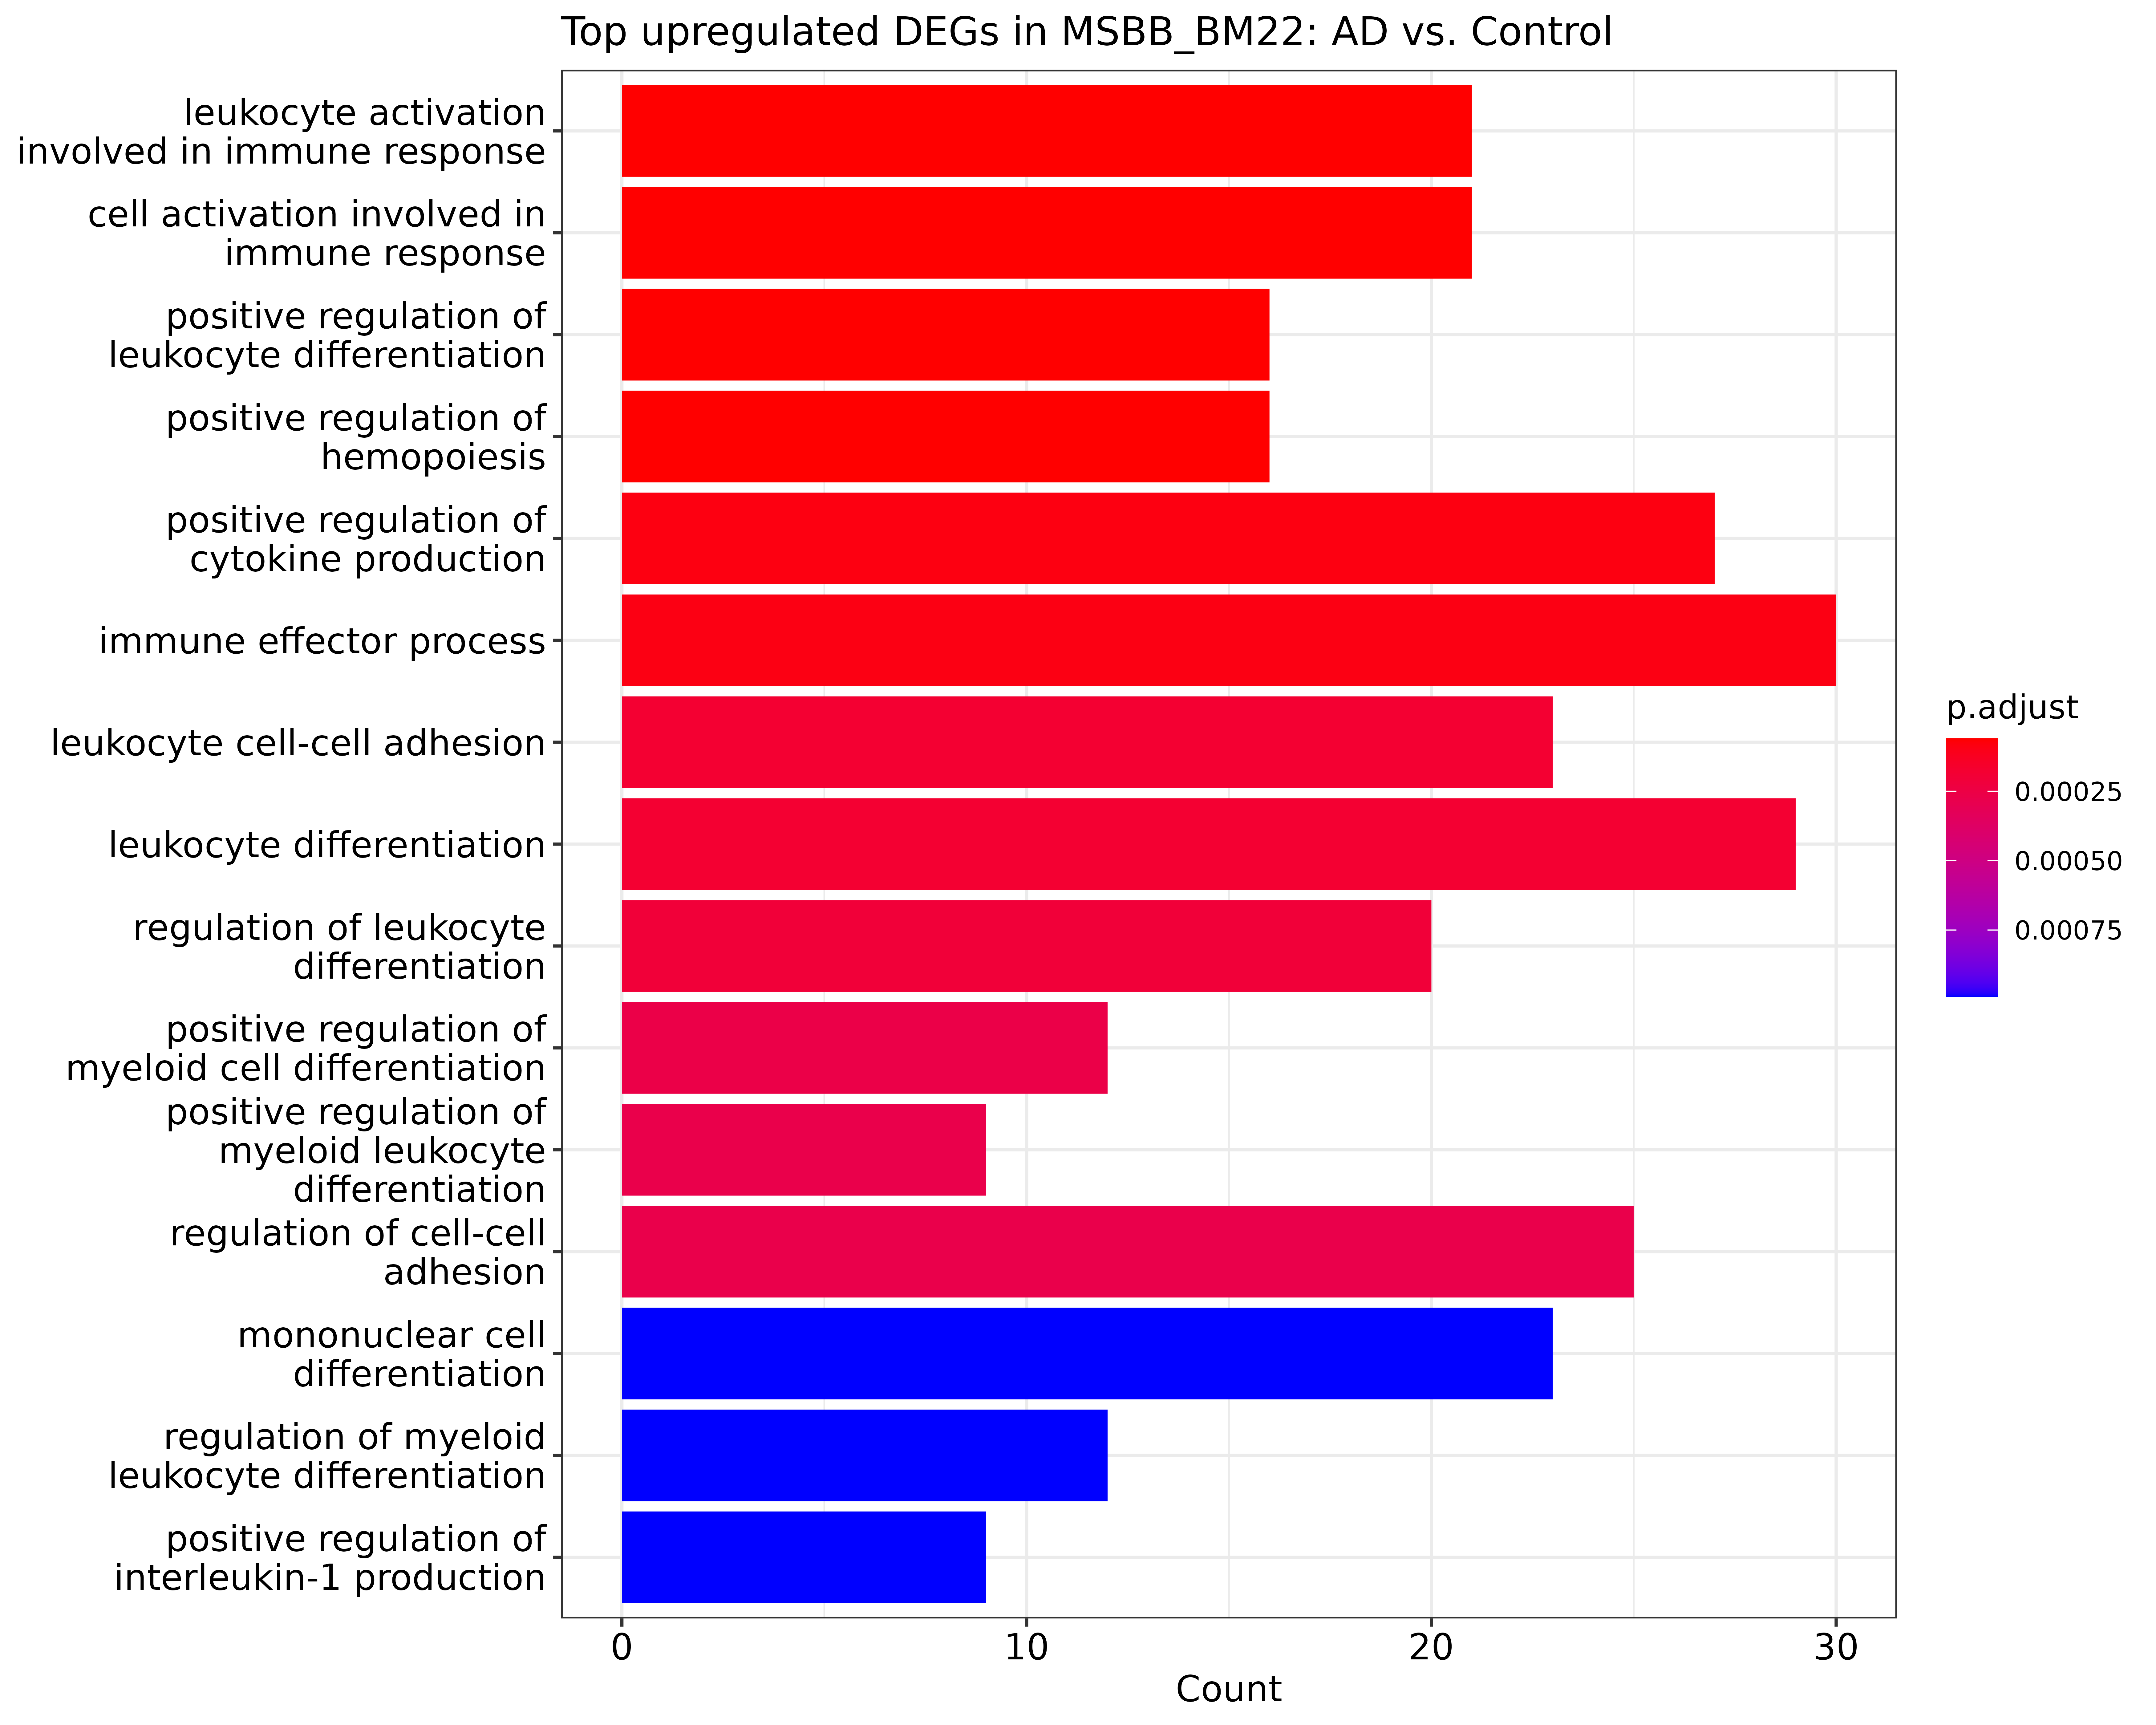 Top upregulated DEGs in MSBB_BM22: AD vs. Control
leukocyte activation
involved in immune response
cell activation involved in
immune response
positive regulation of
leukocyte differentiation
positive regulation of
hemopoiesis
positive regulation of
cytokine production
immune effector process
leukocyte cell-cell adhesion
leukocyte differentiation
regulation of leukocyte
differentiation
positive regulation of
myeloid cell differentiation
positive regulation of
myeloid leukocyte
differentiation
regulation of cell-cell
adhesion
mononuclear cell
differentiation
regulation of myeloid
leukocyte differentiation
positive regulation of
interleukin-1 production
0 10 20 30
Count
p.adjust
0.00025
0.00050
0.00075